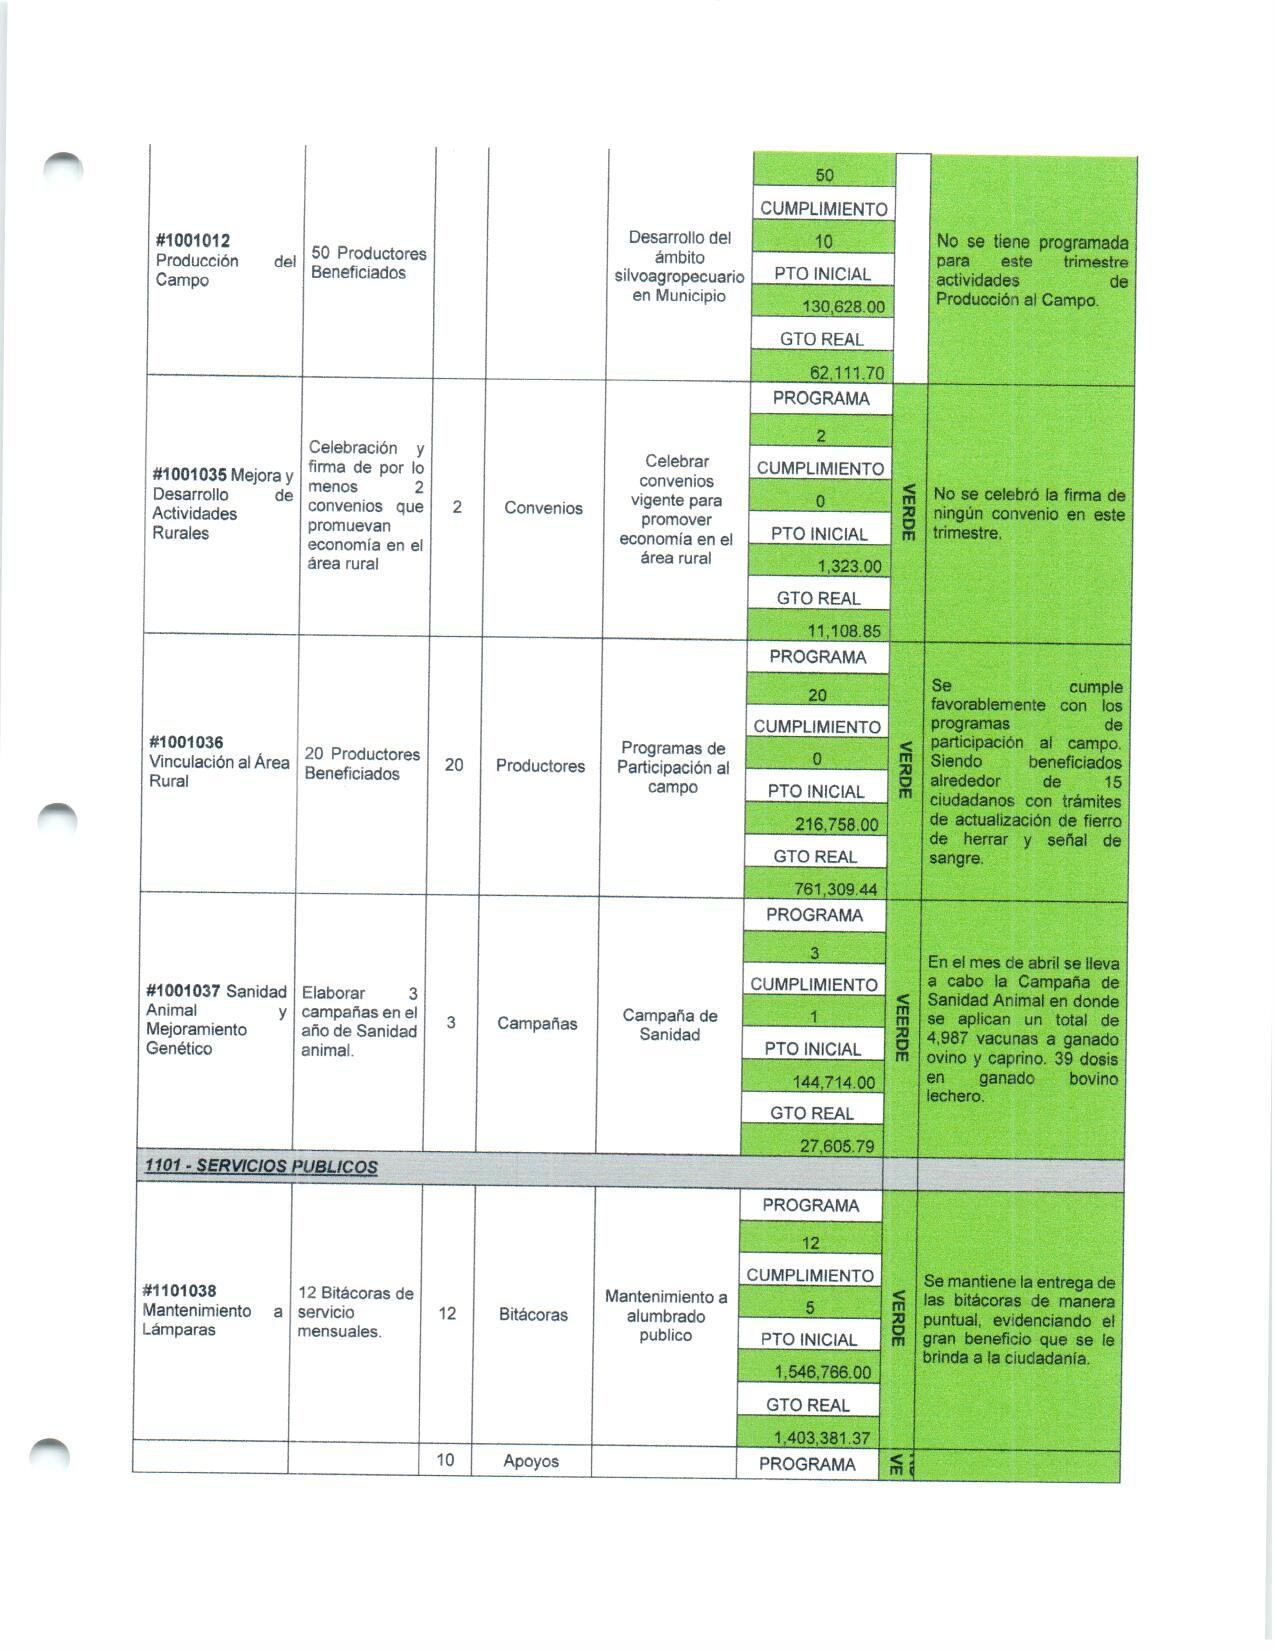 #1001012
Producción del
Campo
50 Productores
Beneficiados
Desarrollo del
ámbito
silvoagropecuario
en Municipio
50
CUMPLIMIENTO
10
PTO INICIAL
130,628.00
GTO REAL
62,111.70
No se tiene programada
para este trimestre
actividades de
Producción al Campo.
#1001035 Mejora y
Desarrollo de
Actividades
Rurales
Celebración y
firma de por lo
menos 2
convenios que
promuevan
economía en el
área rural
2
Convenios
Celebrar
convenios
vigente para
promover
economía en el
área rural
PROGRAMA
2
CUMPLIMIENTO
0
PTO INICIAL
1,323.00
GTO REAL
11,108.85
VERDE
No se celebró la firma de
ningún convenio en este
trimestre.
#1001036
Vinculación al Área
Rural
20 Productores
Beneficiados
20
Productores
Programas de
Participación al
campo
PROGRAMA
20
CUMPLIMIENTO
0
PTO INICIAL
216,758.00
GTO REAL
761,309.44
VERDE
Se cumple
favorablemente con los
programas de
participación al campo.
Siendo beneficiados
alrededor de 15
ciudadanos con trámites
de actualización de fierro
de herrar y señal de
sangre.
#1001037 Sanidad
Animal y
Mejoramiento
Genético
Elaborar 3
campañas en el
año de Sanidad
animal.
3
Campañas
Campaña de
Sanidad
PROGRAMA
3
CUMPLIMIENTO
1
PTO INICIAL
144,714.00
GTO REAL
27,605.79
VEERDE
En el mes de abril se lleva
a cabo la Campaña de
Sanidad Animal en donde
se aplican un total de
4,987 vacunas a ganado
ovino y caprino. 39 dosis
en ganado bovino
lechero.
1101 - SERVICIOS PUBLICOS
#1101038
Mantenimiento a
Lámparas
12 Bitácoras de
servicio
mensuales.
12
Bitácoras
Mantenimiento a
alumbrado
publico
PROGRAMA
12
CUMPLIMIENTO
5
PTO INICIAL
1,546,766.00
GTO REAL
1,403,381.37
VERDE
Se mantiene la entrega de
las bitácoras de manera
puntual, evidenciando el
gran beneficio que se le
brinda a la ciudadanía.
10
Apoyos
PROGRAMA
VE